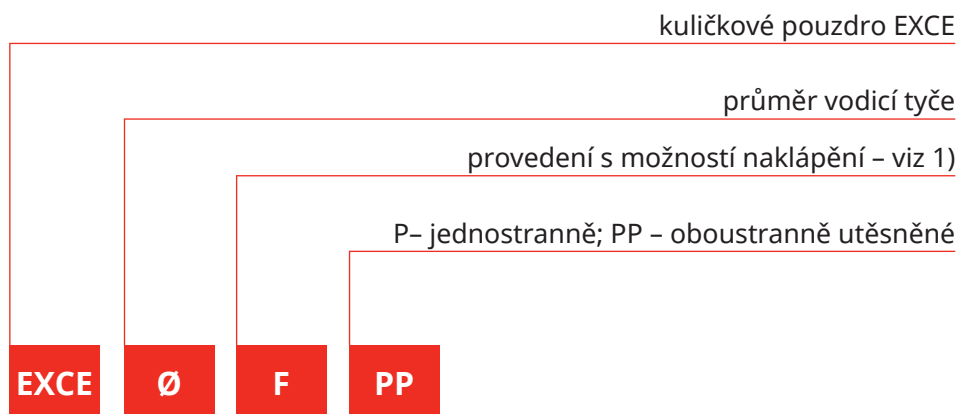 kuličkové pouzdro EXCE
průměr vodicí tyče
provedení s možností naklápění – viz 1)
P– jednostranně; PP – oboustranně utěsněné
EXCE Ø F PP